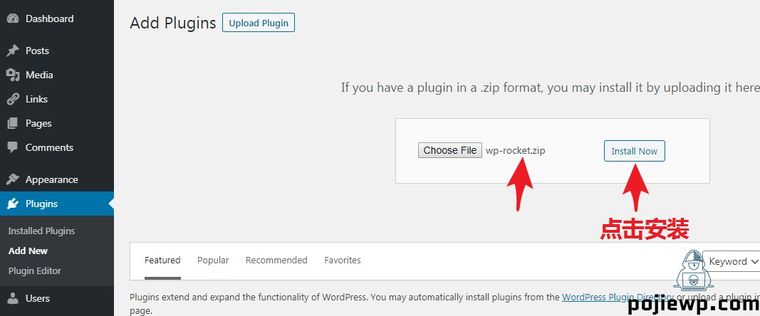 Dashboard
Add Plugins
Upload Plugin
Posts
Media
Links
Pages
Comments
Appearance
Plugins
Installed Plugins
Add New
Plugin Editor
Users
If you have a plugin in a .zip format, you may install it by uploading it here
Choose File wp-rocket.zip
Install Now
点击安装
Featured Popular Recommended Favorites
Keyword
Plugins extend and expand the functionality of WordPress. You may automatically install plugins from the WordPress Plugin Directory or upload a plugin in
page.
pojiewp.com